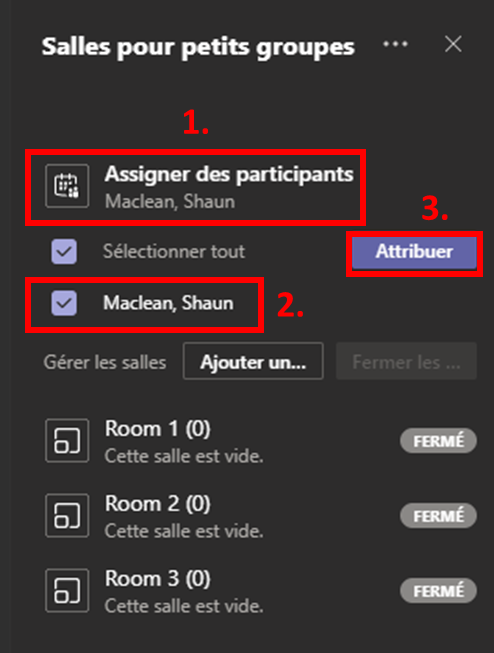 Salles pour petits groupes
1.
Assigner des participants
Maclean, Shaun
3.
Sélectionner tout
Attribuer
Maclean, Shaun
2.
Gérer les salles
Ajouter un...
Fermer les ...
Room 1 (0)
Cette salle est vide.
FERMÉ
Room 2 (0)
Cette salle est vide.
FERMÉ
Room 3 (0)
Cette salle est vide.
FERMÉ